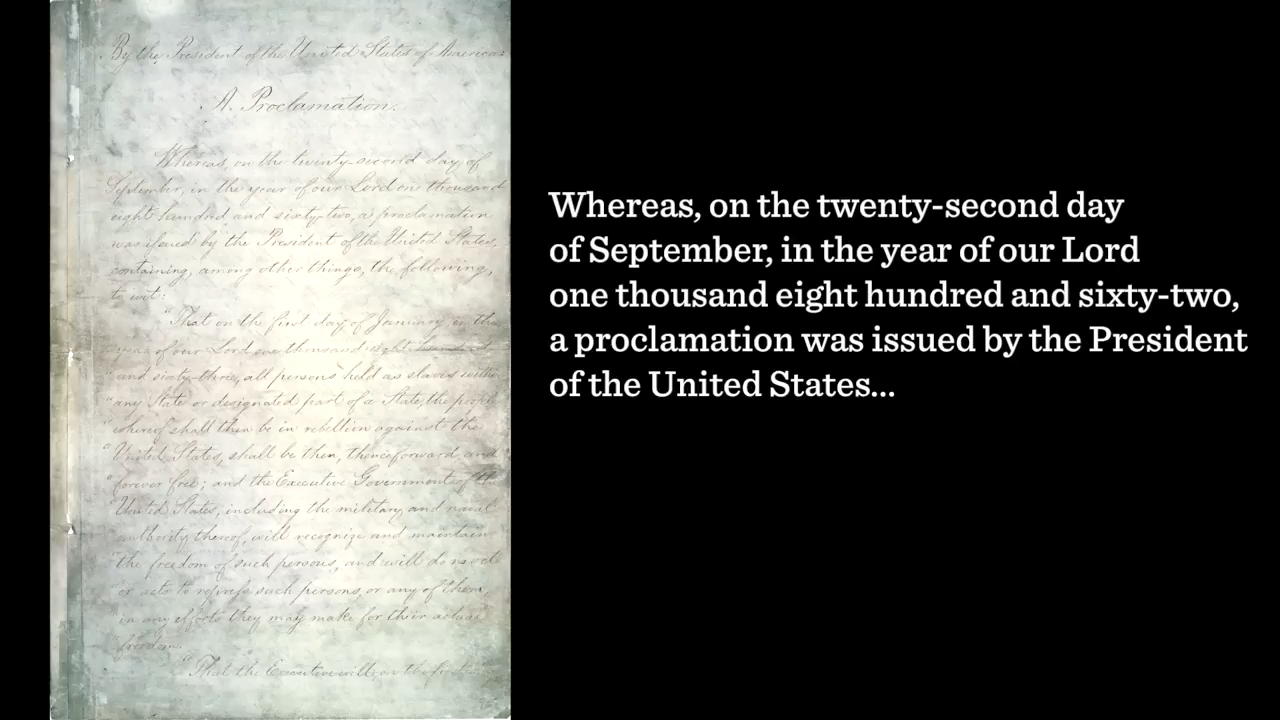 By the President of the United States of America:
A Proclamation.
Whereas, on the twenty-second day of
September, in the year of our Lord one thousand
eight hundred and sixty-two, a proclamation
was issued by the President of the United States,
containing, among other things, the following,
to wit:
"That on the first day of January, in the
"year of our Lord one thousand eight hundred
"and sixty-three, all persons held as slaves within
"any State or designated part of a State, the people
"whereof shall then be in rebellion against the
"United States, shall be then, thenceforward, and
"forever free; and the Executive Government of the
"United States, including the military and naval
"authority thereof, will recognize and maintain
"the freedom of such persons, and will do no act
"or acts to repress such persons, or any of them,
"in any efforts they may make for their actual
"freedom.
"That the Executive will, on the first
Whereas, on the twenty-second day
of September, in the year of our Lord
one thousand eight hundred and sixty-two,
a proclamation was issued by the President
of the United States...